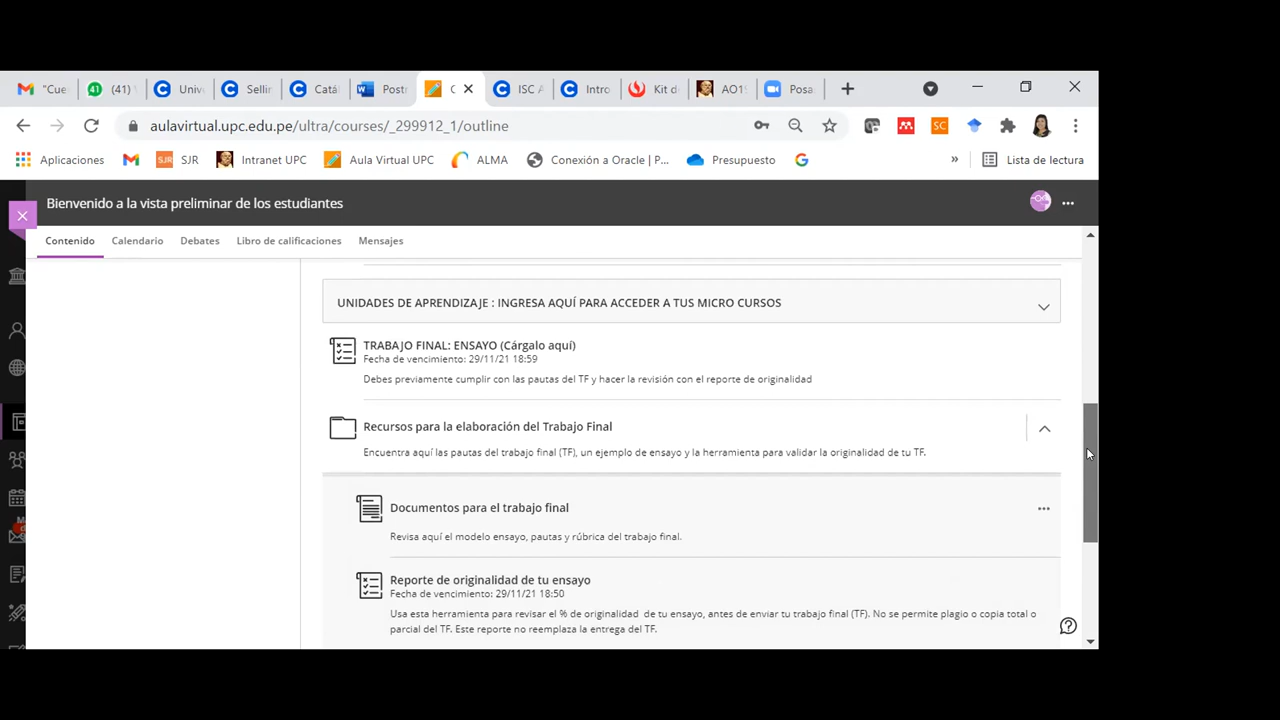 "Cue
41 (41)
Univ
Sellin
Catál
Post
C
ISC A
Intro
Kit d
AO1
Posa
aulavirtual.upc.edu.pe/ultra/courses/_299912_1/outline
SC
Aplicaciones
SJR SJR
Intranet UPC
Aula Virtual UPC
ALMA
Conexión a Oracle | P...
Presupuesto
»
Lista de lectura
Bienvenido a la vista preliminar de los estudiantes
Contenido
Calendario
Debates
Libro de calificaciones
Mensajes
UNIDADES DE APRENDIZAJE : INGRESA AQUÍ PARA ACCEDER A TUS MICRO CURSOS
TRABAJO FINAL: ENSAYO (Cárgalo aquí)
Fecha de vencimiento: 29/11/21 18:59
Debes previamente cumplir con las pautas del TF y hacer la revisión con el reporte de originalidad
Recursos para la elaboración del Trabajo Final
Encuentra aquí las pautas del trabajo final (TF), un ejemplo de ensayo y la herramienta para validar la originalidad de tu TF.
Documentos para el trabajo final
Revisa aquí el modelo ensayo, pautas y rúbrica del trabajo final.
Reporte de originalidad de tu ensayo
Fecha de vencimiento: 29/11/21 18:50
Usa esta herramienta para revisar el % de originalidad de tu ensayo, antes de enviar tu trabajo final (TF). No se permite plagio o copia total o
parcial del TF. Este reporte no reemplaza la entrega del TF.